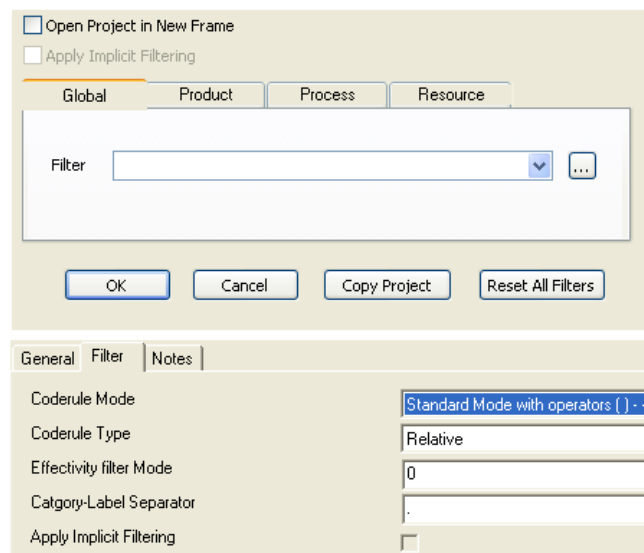 Open Project in New Frame
Apply Implicit Filtering
Global Product Process Resource
Filter ...
OK Cancel Copy Project Reset All Filters
General Filter Notes
Coderule Mode Standard Mode with operators ( ) - -
Coderule Type Relative
Effectivity filter Mode 0
Catgory-Label Separator .
Apply Implicit Filtering